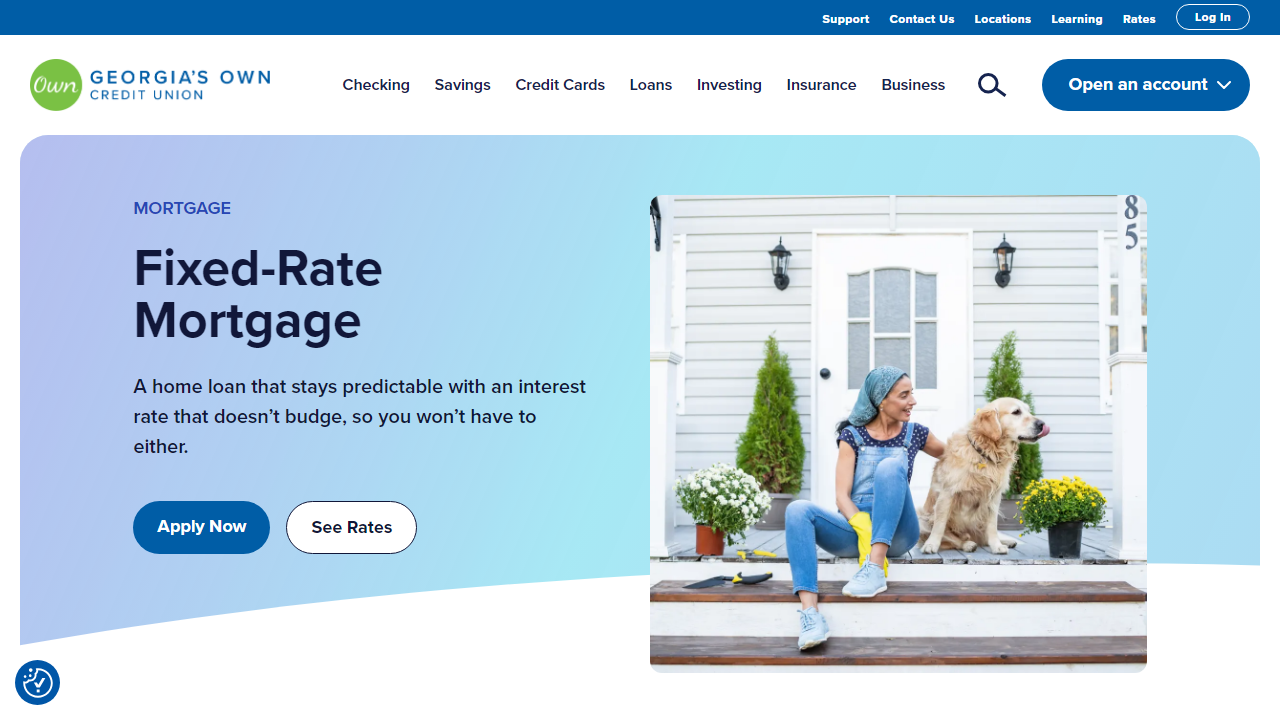 Support Contact Us Locations Learning Rates Log In
Own GEORGIA'S OWN
CREDIT UNION
Checking Savings Credit Cards Loans Investing Insurance Business Open an account
MORTGAGE
Fixed-Rate
Mortgage
A home loan that stays predictable with an interest
rate that doesn’t budge, so you won’t have to
either.
Apply Now See Rates
8
5